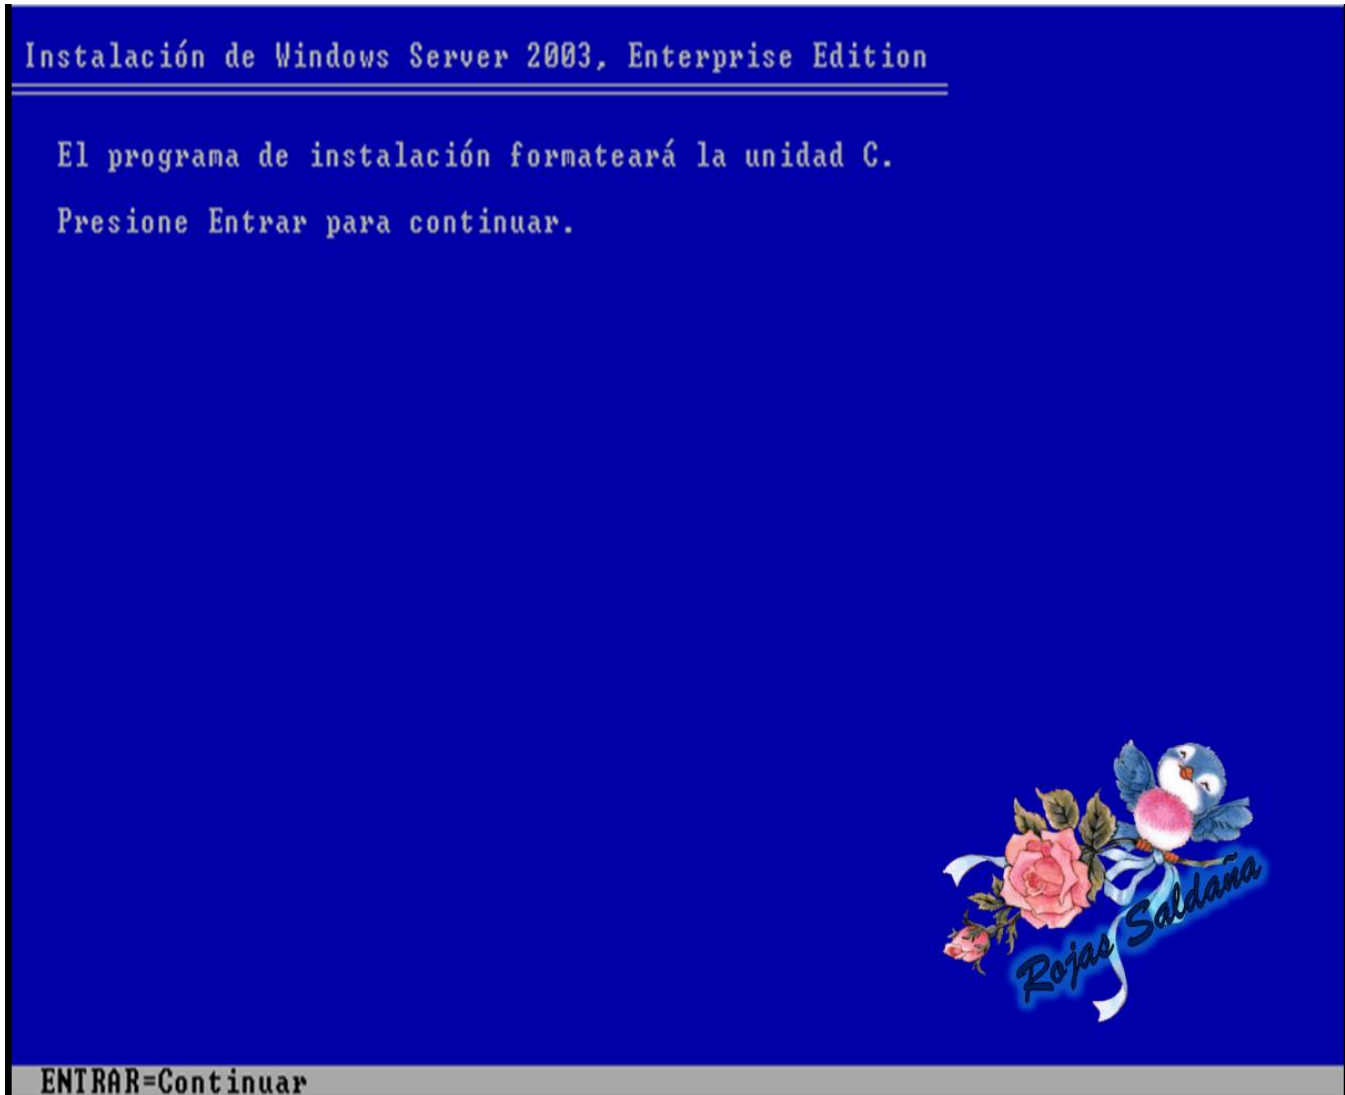 Instalación de Windows Server 2003, Enterprise Edition
El programa de instalación formateará la unidad C.
Presione Entrar para continuar.
Rojas Saldaña
ENTRAR=Continuar